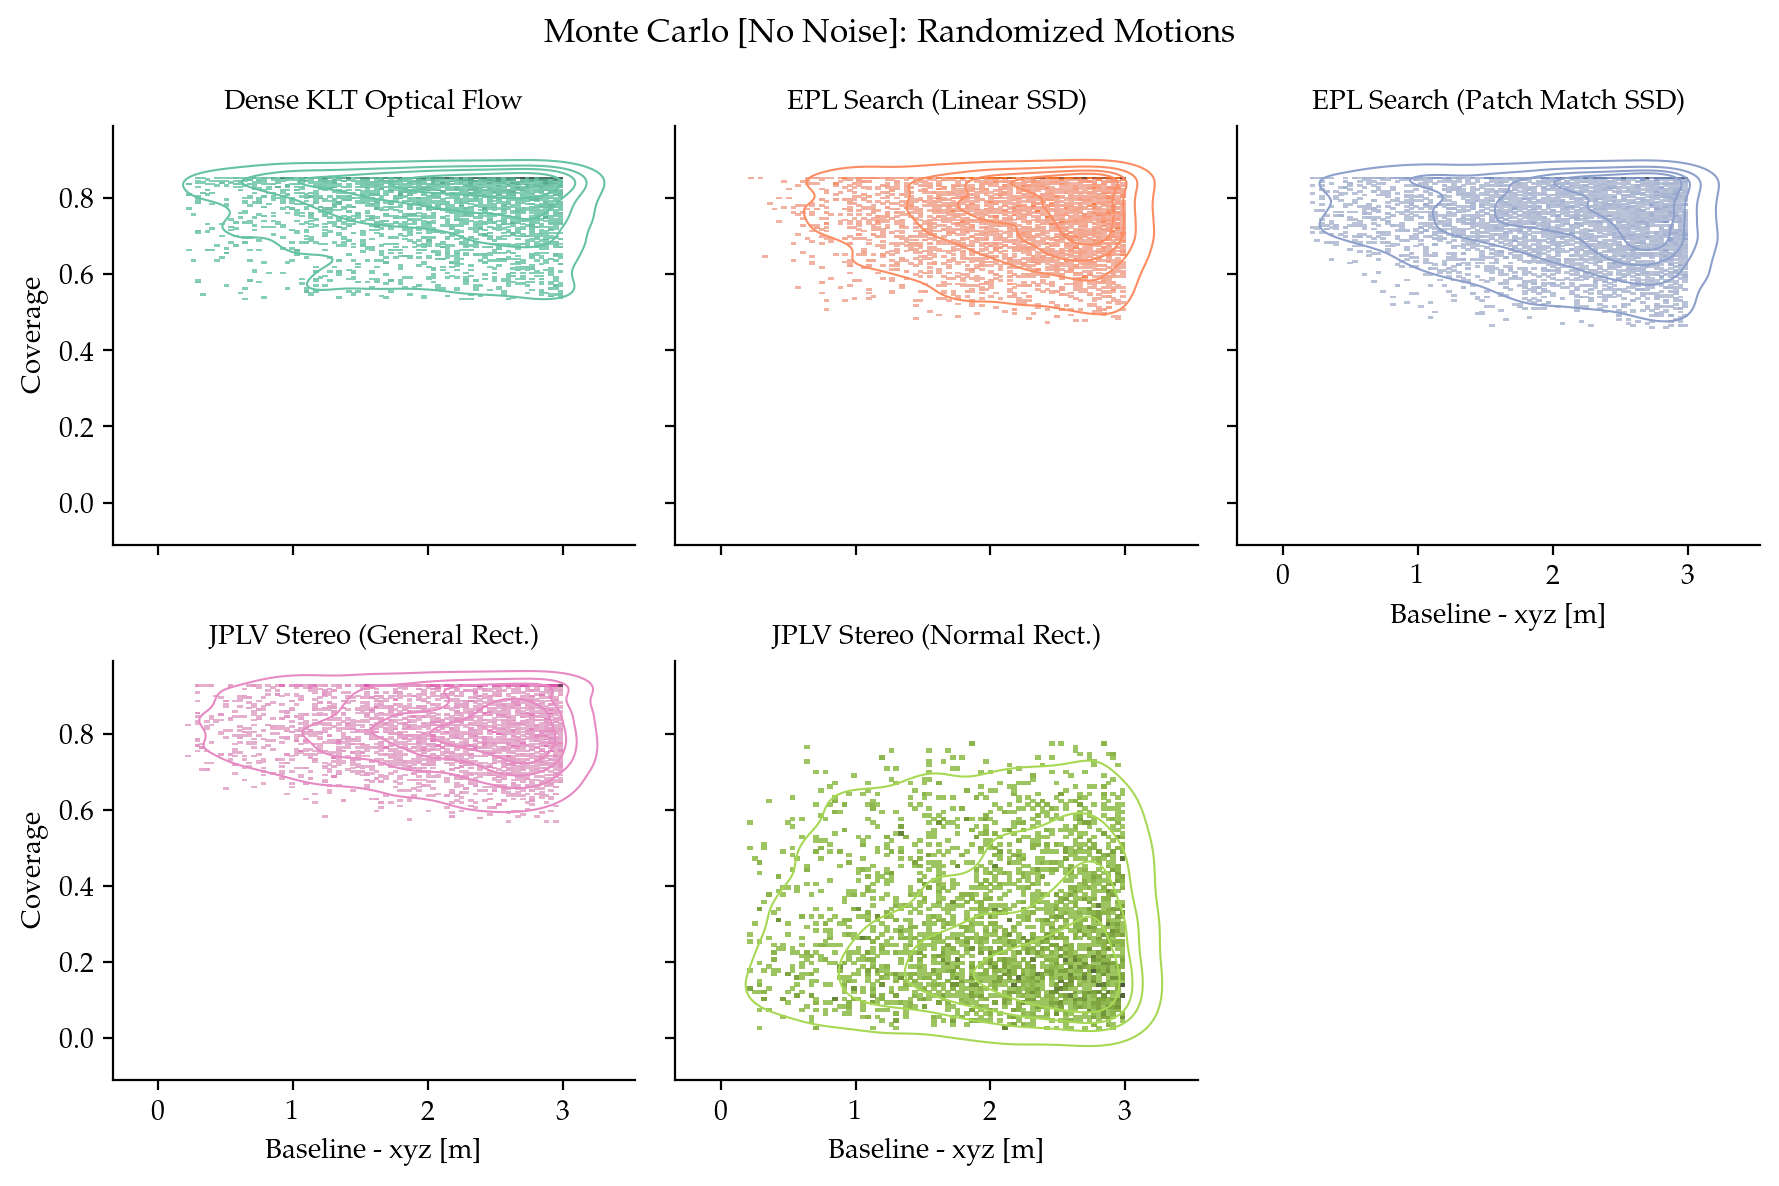 Monte Carlo [No Noise]: Randomized Motions
Dense KLT Optical Flow
EPL Search (Linear SSD)
EPL Search (Patch Match SSD)
Coverage
0.8
0.6
0.4
0.2
0.0
0 1 2 3
Baseline - xyz [m]
JPLV Stereo (General Rect.)
JPLV Stereo (Normal Rect.)
Coverage
0.8
0.6
0.4
0.2
0.0
0 1 2 3
0 1 2 3
Baseline - xyz [m]
Baseline - xyz [m]